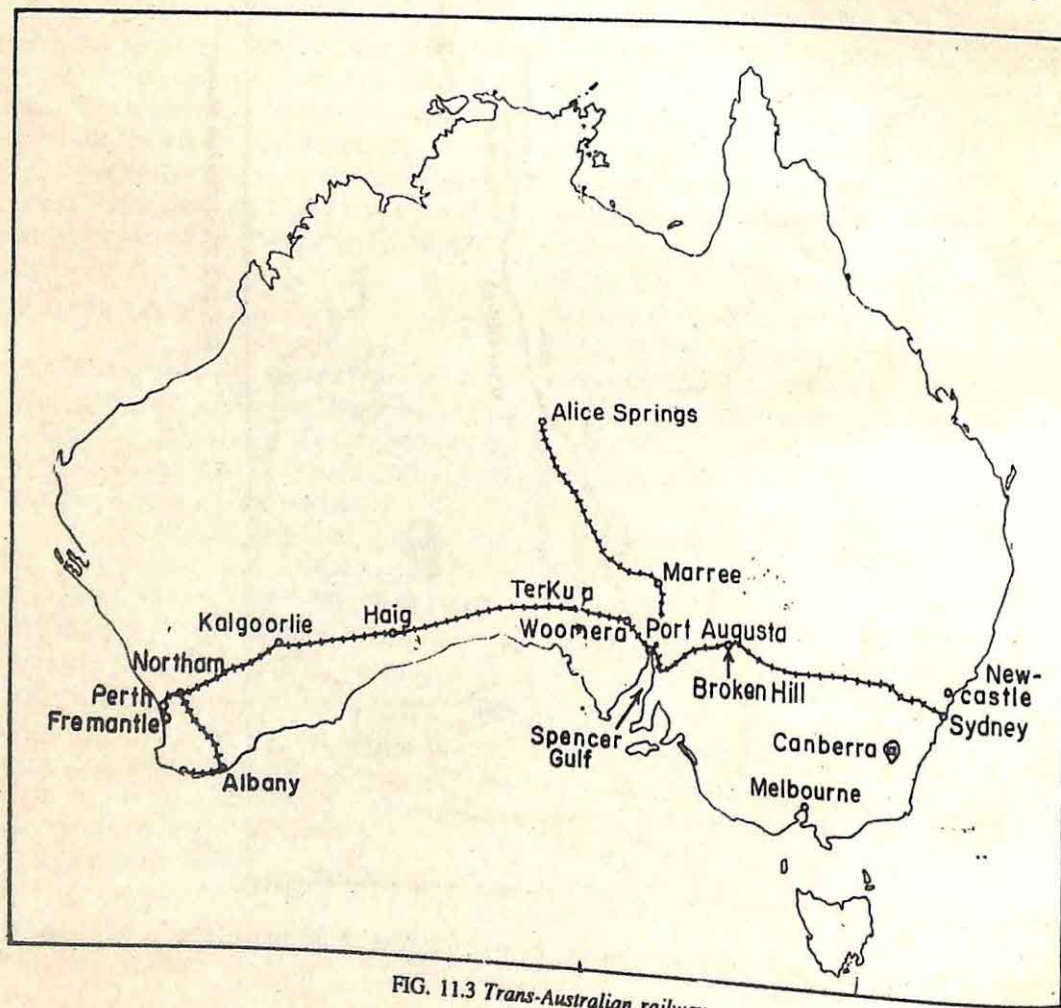 Alice Springs
Marree
TerKup
Haig
Kalgoorlie
Woomera
Port Augusta
Northam
New-
castle
Perth
Broken Hill
Fremantle
Sydney
Spencer
Gulf
Canberra
Albany
Melbourne
FIG. 11.3 Trans-Australian railway